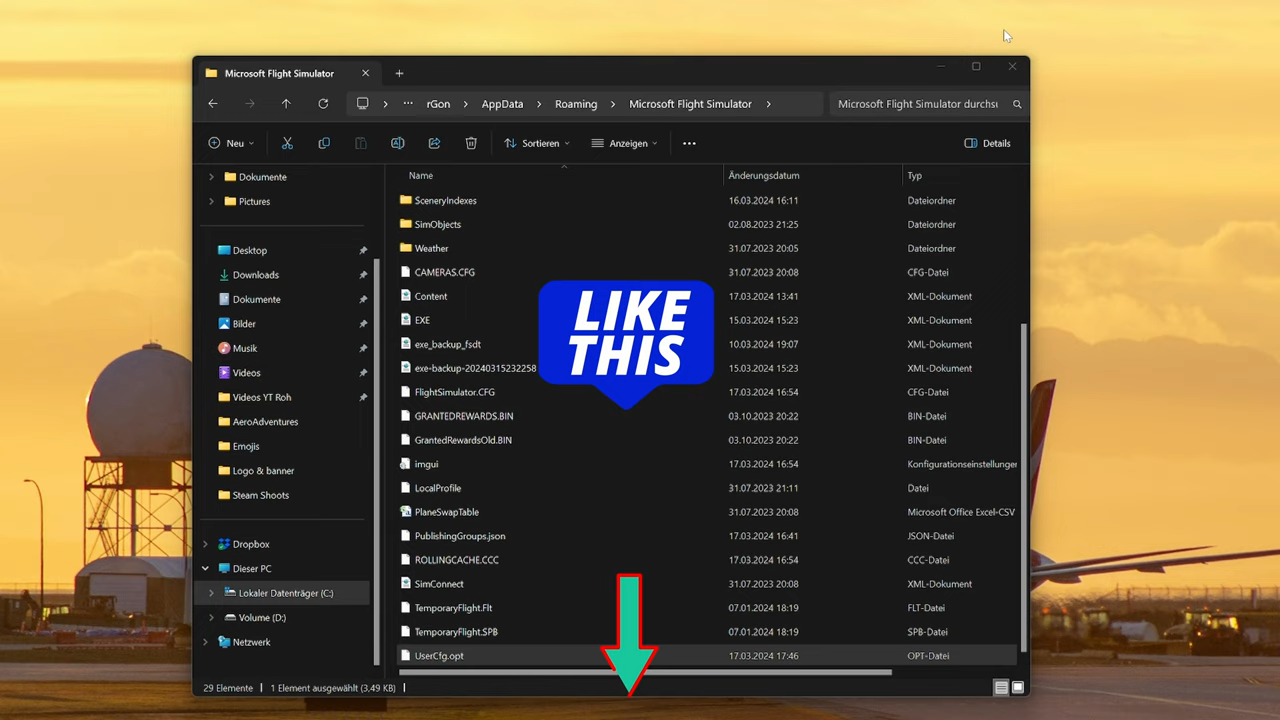 Microsoft Flight Simulator
rGon > AppData > Roaming > Microsoft Flight Simulator >
Microsoft Flight Simulator durchsu
Neu
Sortieren
Anzeigen
Details
Dokumente
Pictures
Desktop
Downloads
Dokumente
Bilder
Musik
Videos
Videos YT Roh
AeroAdventures
Emojis
Logo & banner
Steam Shoots
Dropbox
Dieser PC
Lokaler Datenträger (C:)
Volume (D:)
Netzwerk
Name Änderungsdatum Typ
SceneryIndexes 16.03.2024 16:11 Dateiordner
SimObjects 02.08.2023 21:25 Dateiordner
Weather 31.07.2023 20:05 Dateiordner
CAMERAS.CFG 31.07.2023 20:08 CFG-Datei
Content 17.03.2024 13:41 XML-Dokument
EXE 15.03.2024 15:23 XML-Dokument
exe_backup_fsdt 10.03.2024 19:07 XML-Dokument
exe-backup-20240315232258 15.03.2024 15:23 XML-Dokument
FlightSimulator.CFG 17.03.2024 16:54 CFG-Datei
GRANTEDREWARDS.BIN 03.10.2023 20:22 BIN-Datei
GrantedRewardsOld.BIN 03.10.2023 20:22 BIN-Datei
imgui 17.03.2024 16:54 Konfigurationseinstellunger
LocalProfile 31.07.2023 21:11 Datei
PlaneSwapTable 31.07.2023 20:08 Microsoft Office Excel-CSV
PublishingGroups.json 17.03.2024 16:35 JSON-Datei
ROLLINGCACHE.CCC 17.03.2024 16:54 CCC-Datei
SimConnect 31.07.2023 20:08 XML-Dokument
TemporaryFlight.Flt 07.01.2024 18:19 FLT-Datei
TemporaryFlight.SPB 07.01.2024 18:19 SPB-Datei
UserCfg.opt 17.03.2024 17:46 OPT-Datei
LIKE
THIS
29 Elemente 1 Element ausgewählt (3,49 KB)